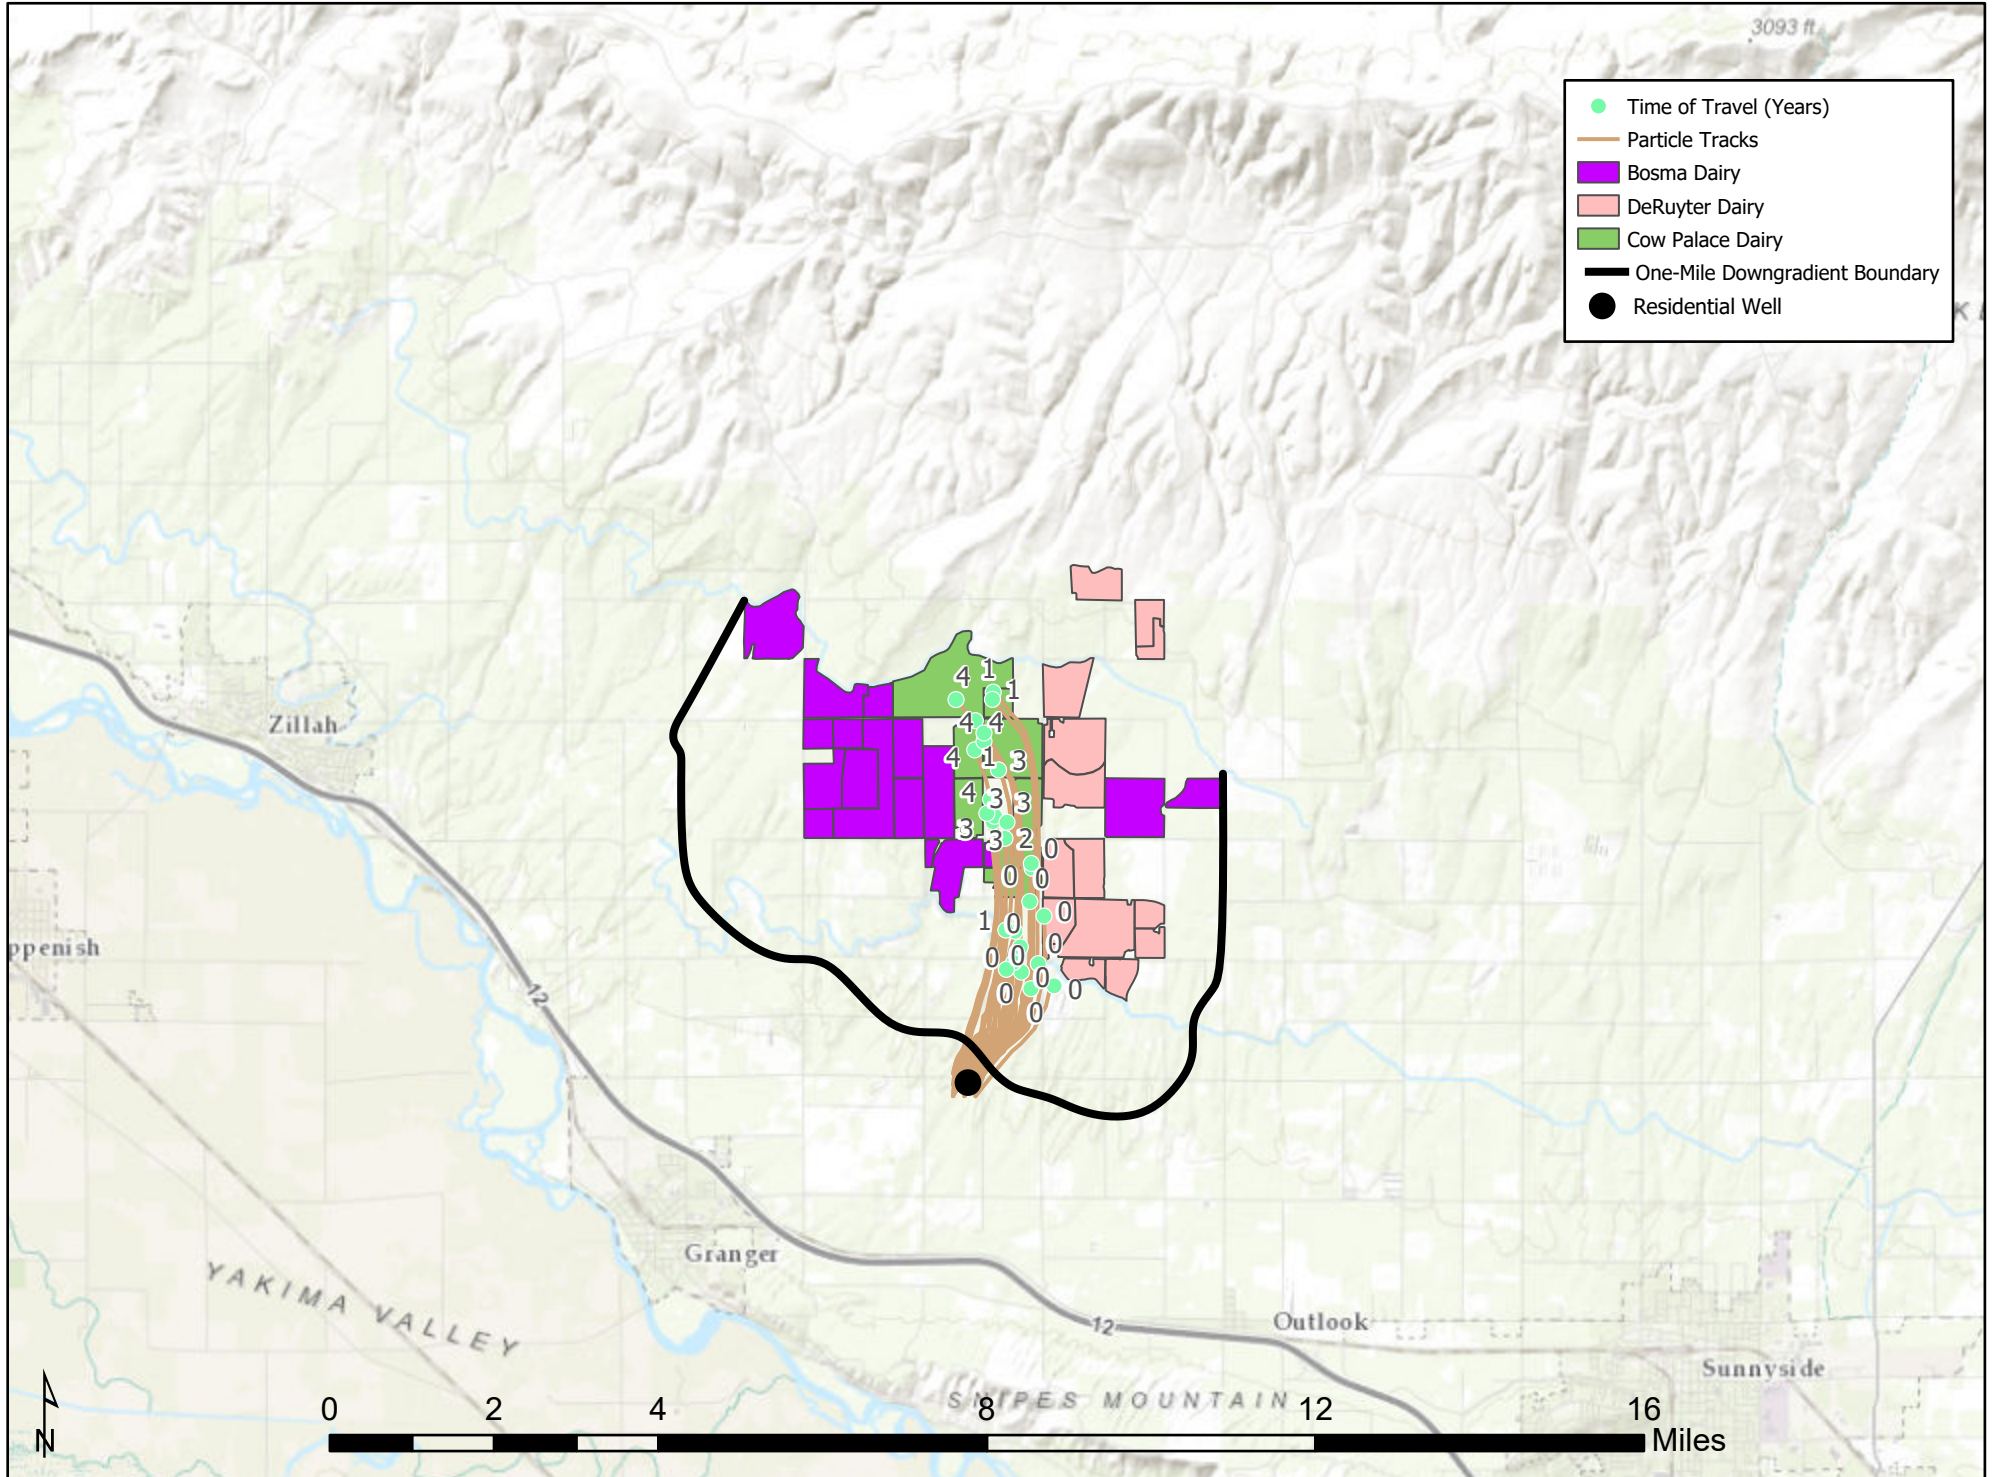 3093 ft
Time of Travel (Years)
Particle Tracks
Bosma Dairy
DeRuyter Dairy
Cow Palace Dairy
One-Mile Downgradient Boundary
Residential Well
4 1
1
Zillah
4 4
4 1 3
4 3 3
3 3 2 0
0 0
1 0 0
ppenish
0 0 0
12
0 0 0
0
Granger
YAKIMA VALLEY
Outlook
12
Sunnyside
SNIPES MOUNTAIN
0 2 4 8 12 16
Miles
N